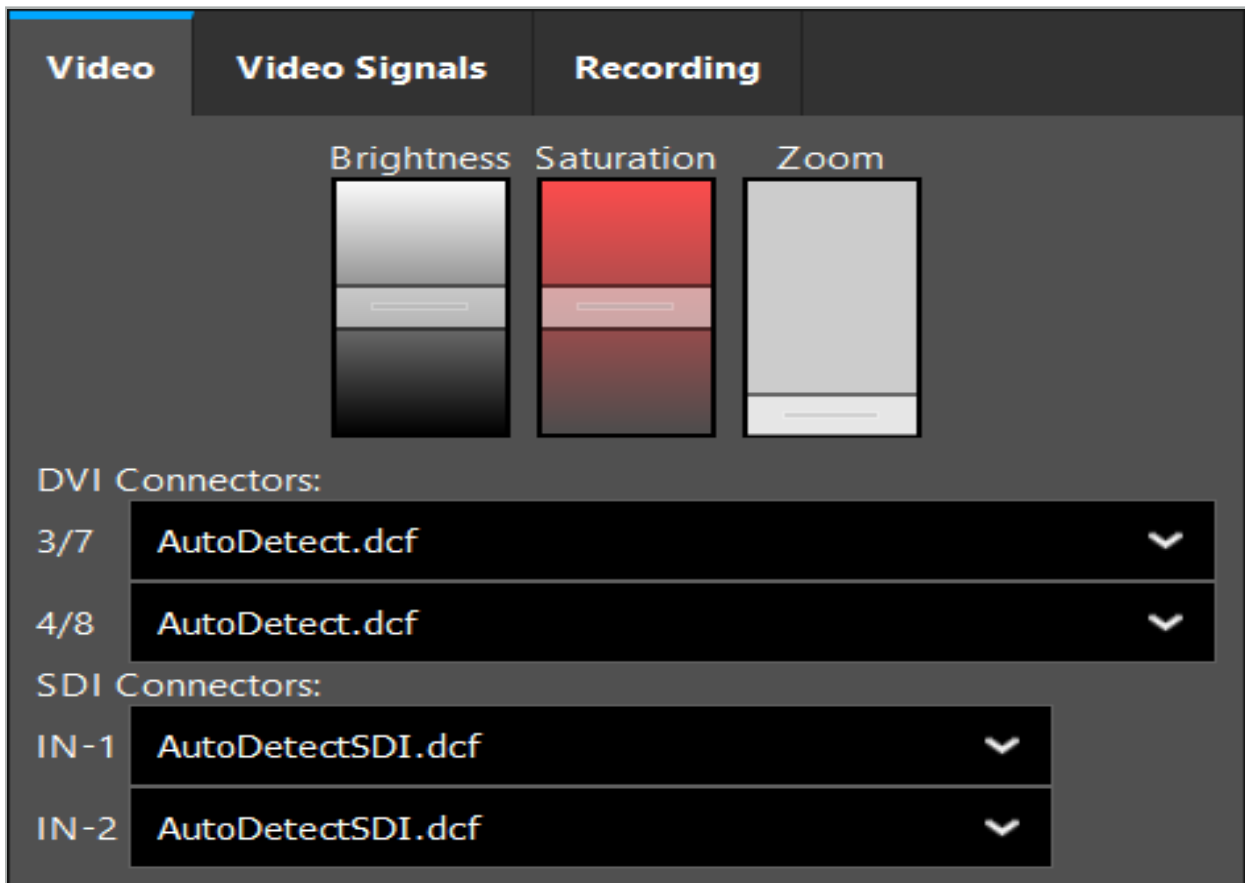 Video Video Signals Recording
Brightness Saturation Zoom
DVI Connectors:
3/7 AutoDetect.dcf
4/8 AutoDetect.dcf
SDI Connectors:
IN-1 AutoDetectSDI.dcf
IN-2 AutoDetectSDI.dcf